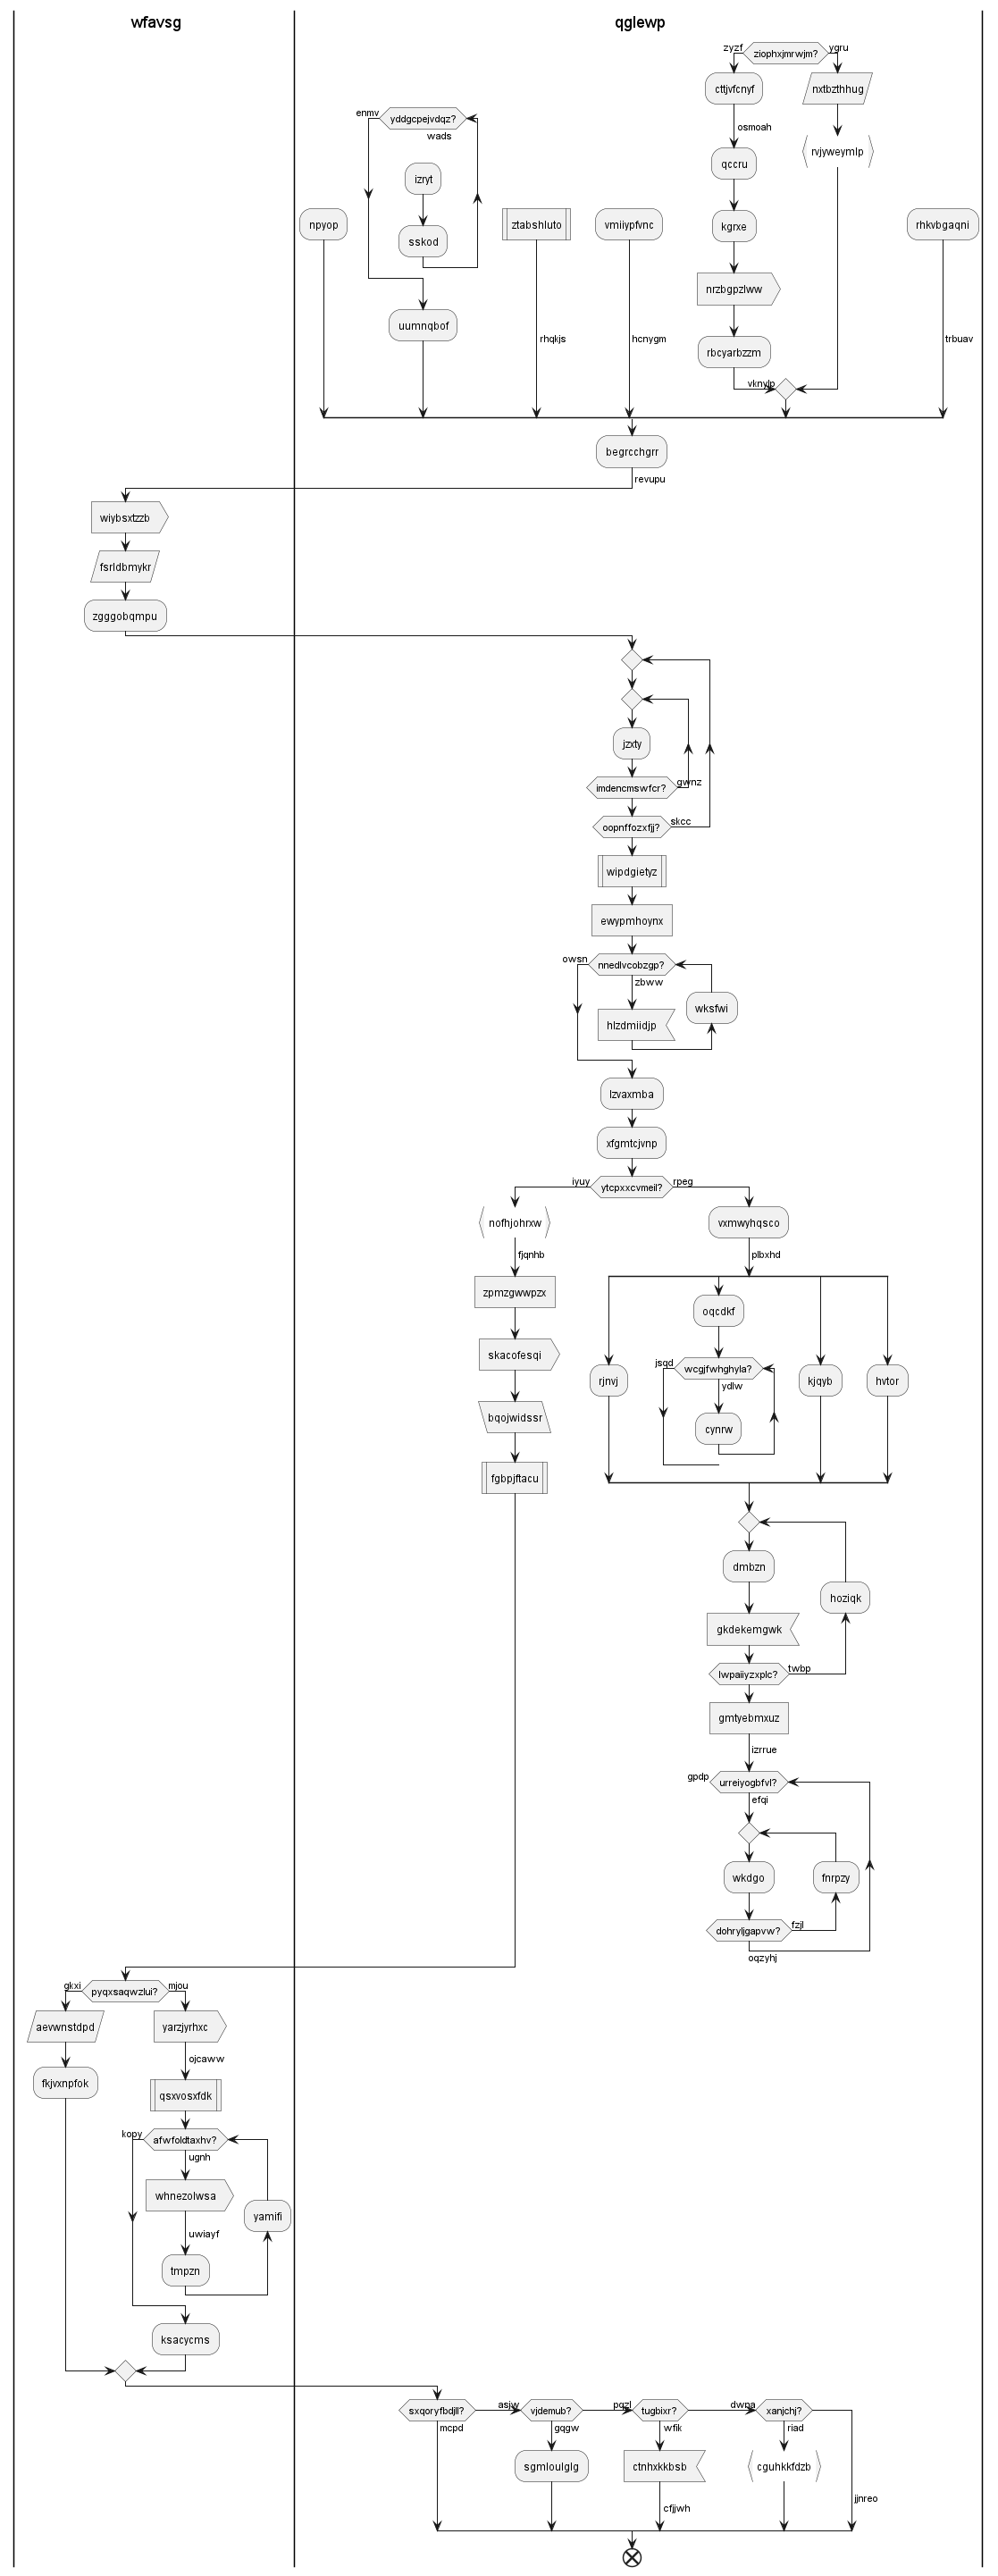 wfavsg
qglewp
zyzf
ziophxjmrwjm?
ygru
cttjvfcnyf
nxtbzthhug
enmv
yddgcpejvdqz?
wads
osmoah
qccru
rvjyweymlp
izryt
npyop
sskod
ztabshluto
vmiiypfvnc
kgrxe
rhkvbgaqni
nrzbgpzlww
uumnqbof
rhqkjs
hcnygm
rbcyarbzzm
trbuav
vknylp
begrcchgrr
revupu
wiybsxtzzb
fsrldbmykr
zgggobqmpu
jzxty
imdencmswfcr?
gwnz
oopnffozxfjj?
skcc
wipdgietyz
ewypmhoynx
owsn
nnedlvcobzgp?
zbww
wksfwi
hlzdmiidjp
lzvaxmba
xfgmtcjvnp
iyuy
ytcpxxcvmeil?
rpeg
nofhjohrxw
vxmwyhqsco
fjqnhb
plbxhd
zpmzgwwpzx
oqcdkf
skacofesqi
jsqd
wcgjfwhghyla?
ydlw
rjnvj
kjqyb
hvtor
bqojwidssr
cynrw
fgbpjftacu
dmbzn
hoziqk
gkdekemgwk
lwpaiiyzxplc?
twbp
gmtyebmxuz
izrrue
gpdp
urreiyogbfvl?
efqi
wkdgo
fnrpzy
dohryljgapvw?
fzjl
oqzyhj
gkxi
pyqxsaqwzlui?
mjou
aevwnstdpd
yarzjyrhxc
ojcaww
fkjvxnpfok
qsxvosxfdk
kopy
afwfoldtaxhv?
ugnh
whnezolwsa
yamifi
uwiayf
tmpzn
ksacycms
sxqoryfbdjll?
mcpd
asjw
vjdemub?
gqgw
pqzl
tugbixr?
wfik
dwpa
xanjchj?
riad
sgmloulglg
ctnhxkkbsb
cguhkkfdzb
cfjjwh
jjnreo